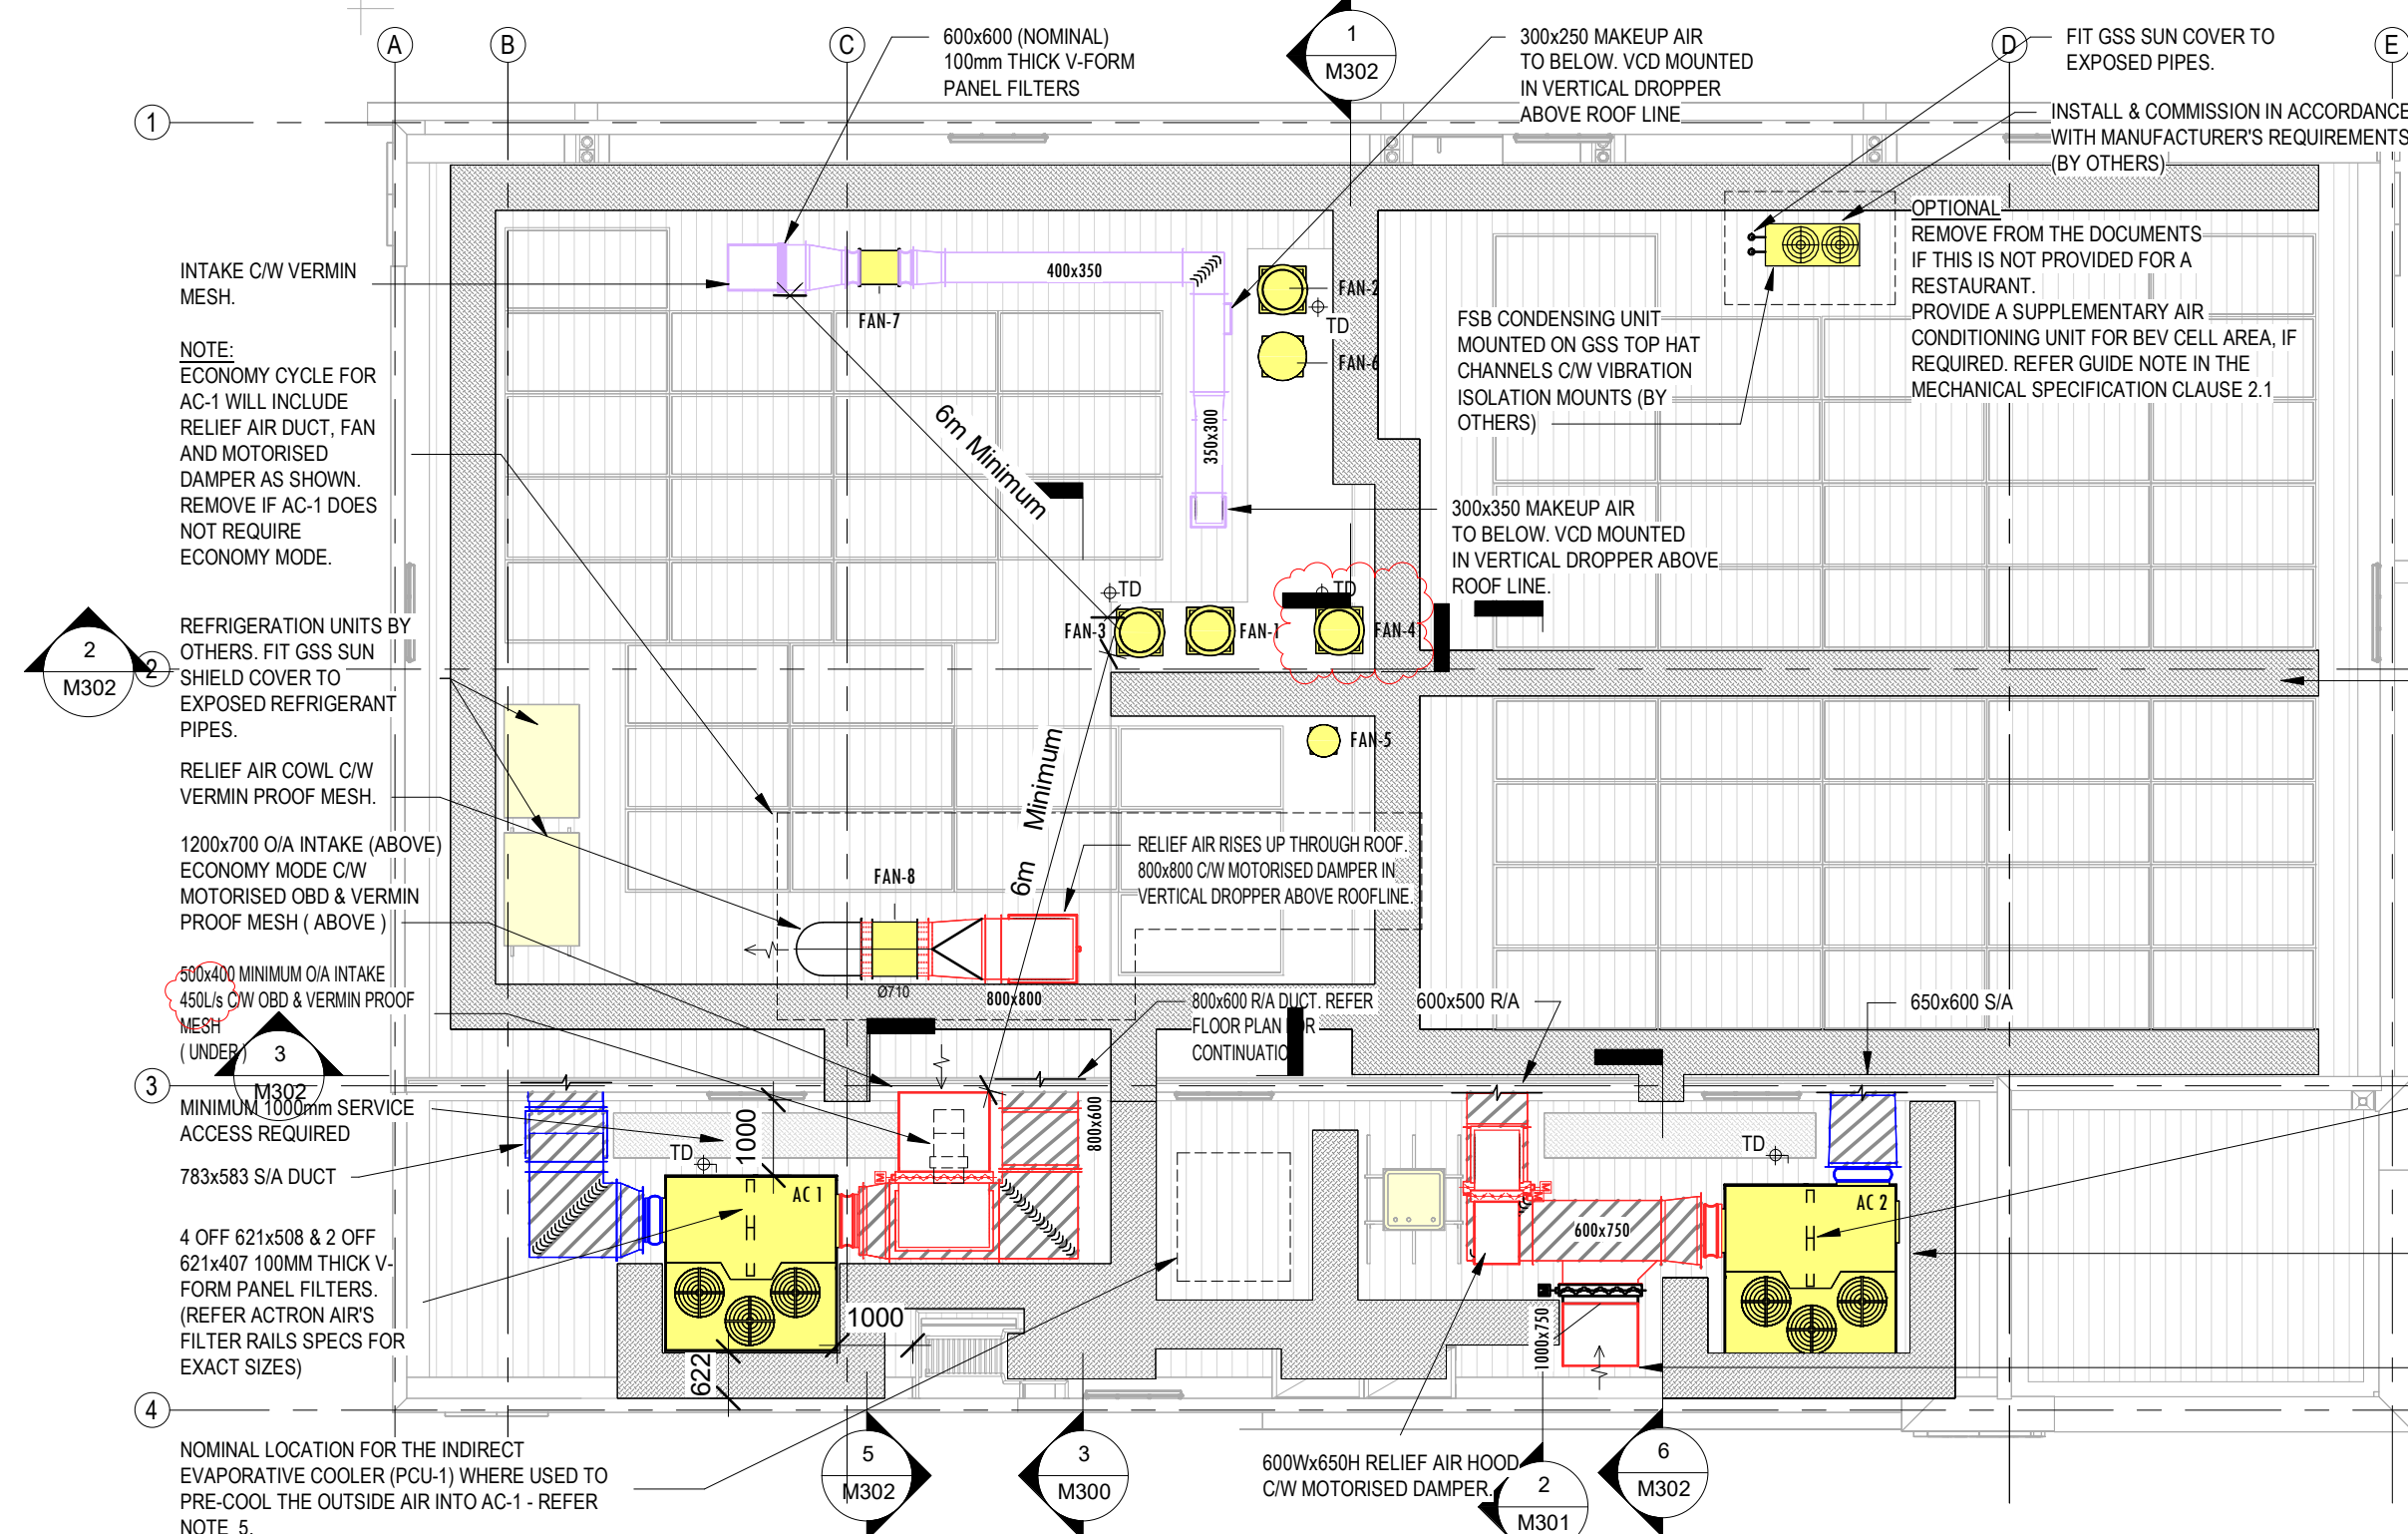 A
B
C
D
E
1
2
3
4
600x600 (NOMINAL)
100mm THICK V-FORM
PANEL FILTERS
1
M302
300x250 MAKEUP AIR
TO BELOW. VCD MOUNTED
IN VERTICAL DROPPER
ABOVE ROOF LINE
FIT GSS SUN COVER TO
EXPOSED PIPES.
INSTALL & COMMISSION IN ACCORDANCE
WITH MANUFACTURER'S REQUIREMENTS
(BY OTHERS)
OPTIONAL
REMOVE FROM THE DOCUMENTS
IF THIS IS NOT PROVIDED FOR A
RESTAURANT.
PROVIDE A SUPPLEMENTARY AIR
CONDITIONING UNIT FOR BEV CELL AREA, IF
REQUIRED. REFER GUIDE NOTE IN THE
MECHANICAL SPECIFICATION CLAUSE 2.1
INTAKE C/W VERMIN
MESH.
NOTE:
ECONOMY CYCLE FOR
AC-1 WILL INCLUDE
RELIEF AIR DUCT, FAN
AND MOTORISED
DAMPER AS SHOWN.
REMOVE IF AC-1 DOES
NOT REQUIRE
ECONOMY MODE.
400x350
FAN-7
FAN-2
TD
FAN-6
350x300
6m Minimum
FSB CONDENSING UNIT
MOUNTED ON GSS TOP HAT
CHANNELS C/W VIBRATION
ISOLATION MOUNTS (BY
OTHERS)
300x350 MAKEUP AIR
TO BELOW. VCD MOUNTED
IN VERTICAL DROPPER ABOVE
ROOF LINE.
TD
TD
FAN-3
FAN-1
FAN-4
2
M302
REFRIGERATION UNITS BY
OTHERS. FIT GSS SUN
SHIELD COVER TO
EXPOSED REFRIGERANT
PIPES.
FAN-5
6m Minimum
RELIEF AIR COWL C/W
VERMIN PROOF MESH.
1200x700 O/A INTAKE (ABOVE)
ECONOMY MODE C/W
MOTORISED OBD & VERMIN
PROOF MESH ( ABOVE )
RELIEF AIR RISES UP THROUGH ROOF.
800x800 C/W MOTORISED DAMPER IN
VERTICAL DROPPER ABOVE ROOFLINE.
FAN-8
Ø710
800x800
500x400 MINIMUM O/A INTAKE
450L/s C/W OBD & VERMIN PROOF
MESH
( UNDER )
3
M302
800x600 R/A DUCT. REFER
FLOOR PLAN FOR
CONTINUATION
600x500 R/A
650x600 S/A
MINIMUM 1000mm SERVICE
ACCESS REQUIRED
783x583 S/A DUCT
TD
1000
800x600
AC 1
M
TD
M
M
AC 2
600x750
4 OFF 621x508 & 2 OFF
621x407 100MM THICK V-
FORM PANEL FILTERS.
(REFER ACTRON AIR'S
FILTER RAILS SPECS FOR
EXACT SIZES)
1000
622
1000x750
NOMINAL LOCATION FOR THE INDIRECT
EVAPORATIVE COOLER (PCU-1) WHERE USED TO
PRE-COOL THE OUTSIDE AIR INTO AC-1 - REFER
NOTE 5.
5
M302
3
M300
600Wx650H RELIEF AIR HOOD
C/W MOTORISED DAMPER.
2
M301
6
M302